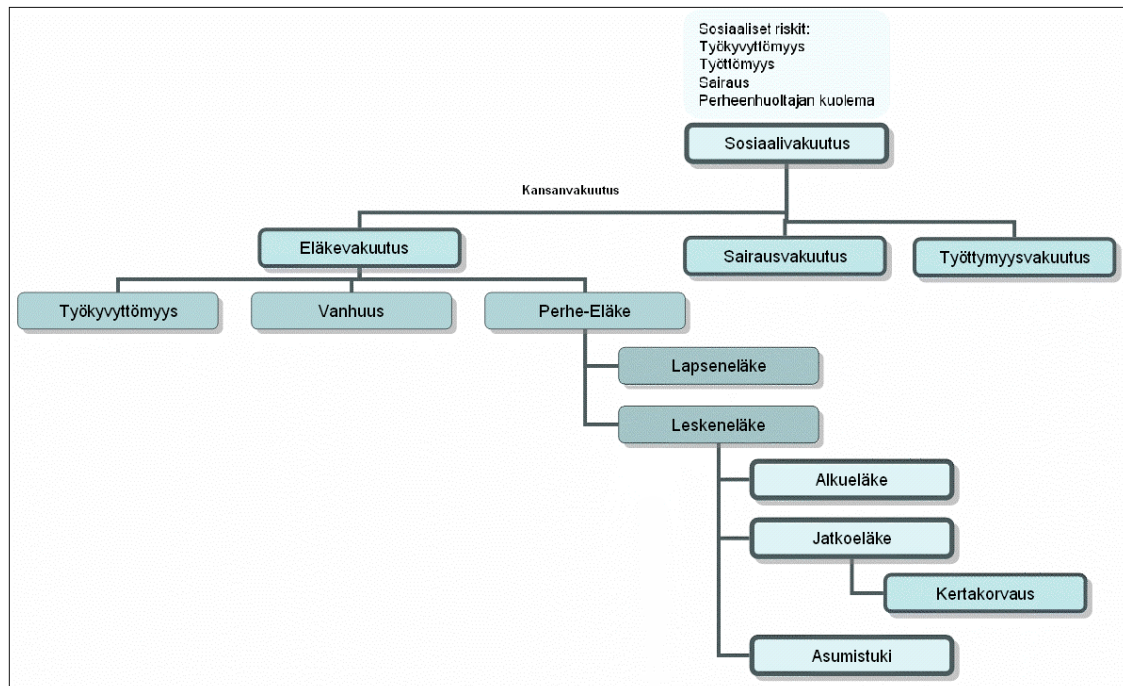 Sosiaaliset riskit:
Työkyvyttömyys
Työttömyys
Sairaus
Perheenhuoltajan kuolema
Sosiaalivakuutus
Kansanvakuutus
Eläkevakuutus
Sairausvakuutus
Työttymyysvakuutus
Työkyvyttömyys
Vanhuus
Perhe-Eläke
Lapseneläke
Leskeneläke
Alkueläke
Jatkoeläke
Kertakorvaus
Asumistuki